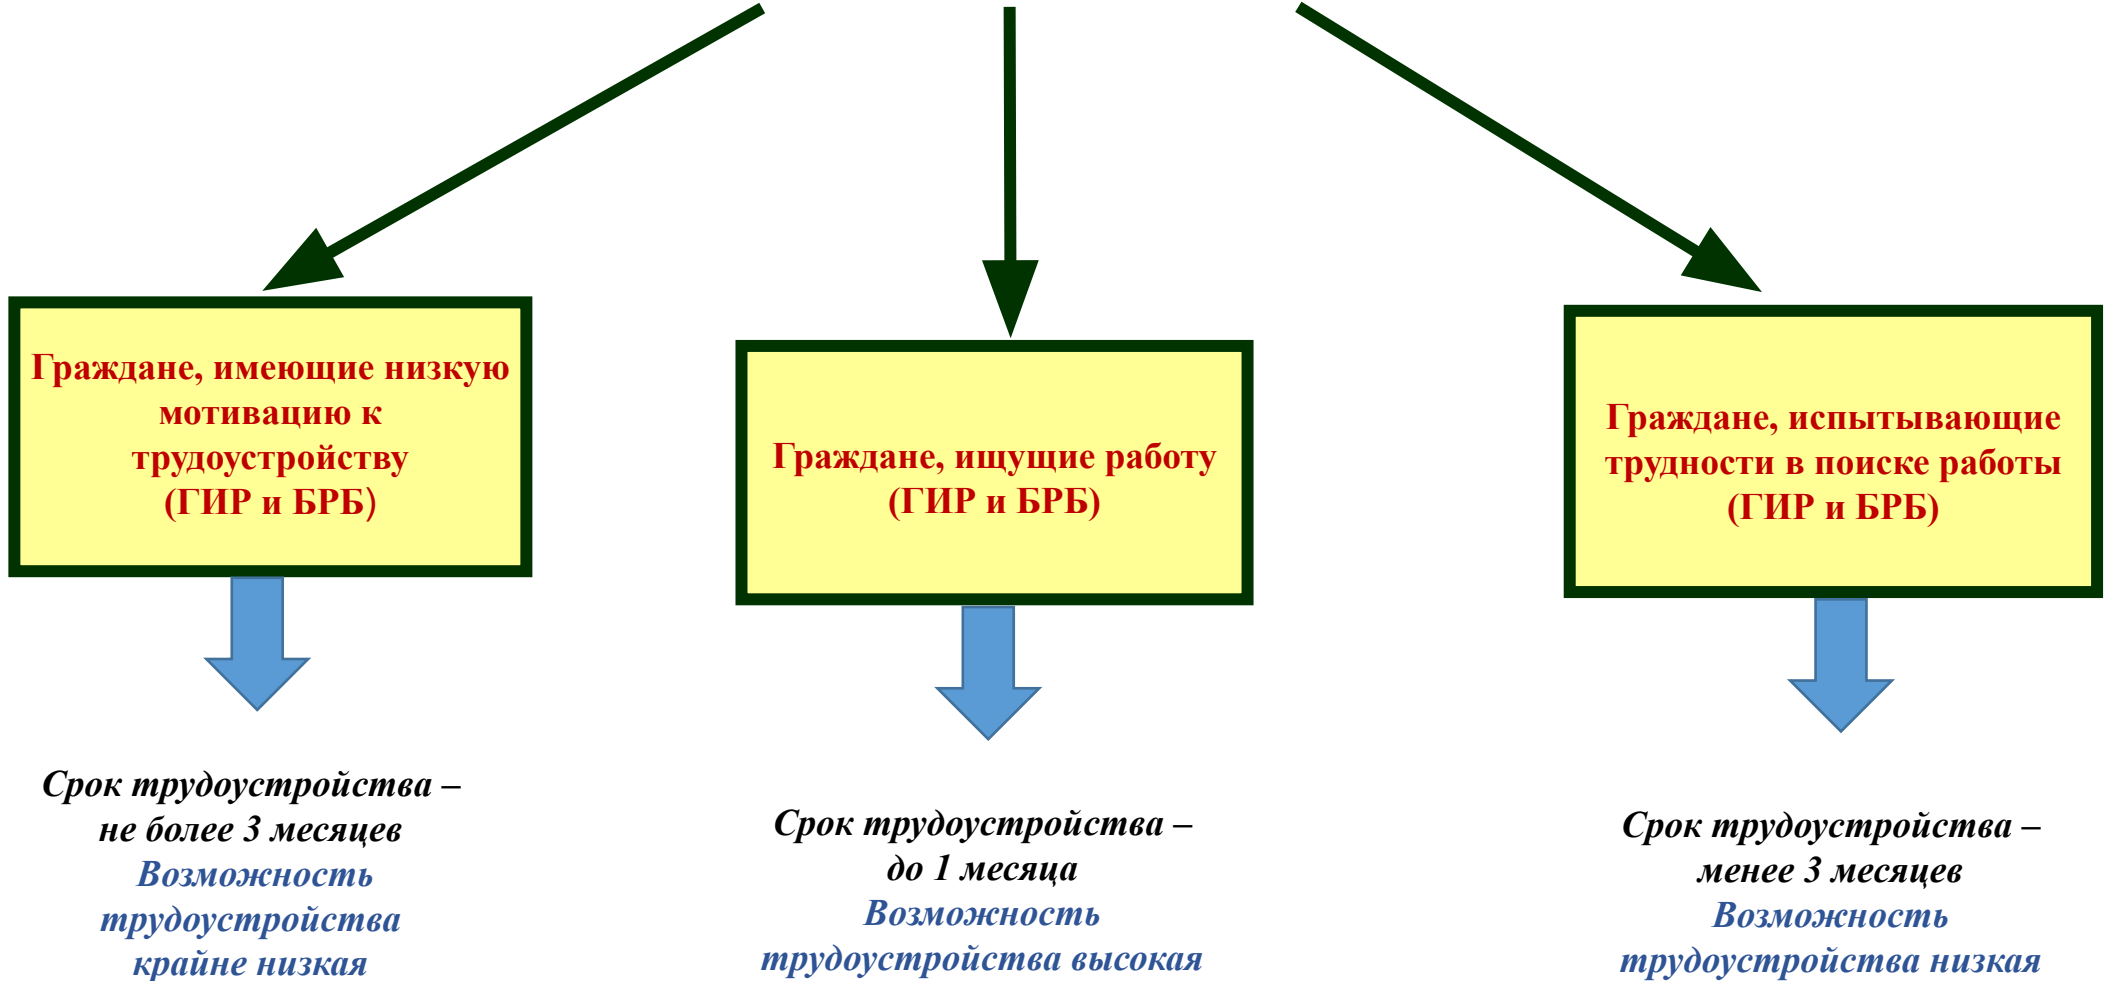 Граждане, имеющие низкую
мотивацию к
трудоустройству
(ГИР и БРБ)
Граждане, ищущие работу
(ГИР и БРБ)
Граждане, испытывающие
трудности в поиске работы
(ГИР и БРБ)
Срок трудоустройства –
не более 3 месяцев
Возможность
трудоустройства
крайне низкая
Срок трудоустройства –
до 1 месяца
Возможность
трудоустройства высокая
Срок трудоустройства –
менее 3 месяцев
Возможность
трудоустройства низкая